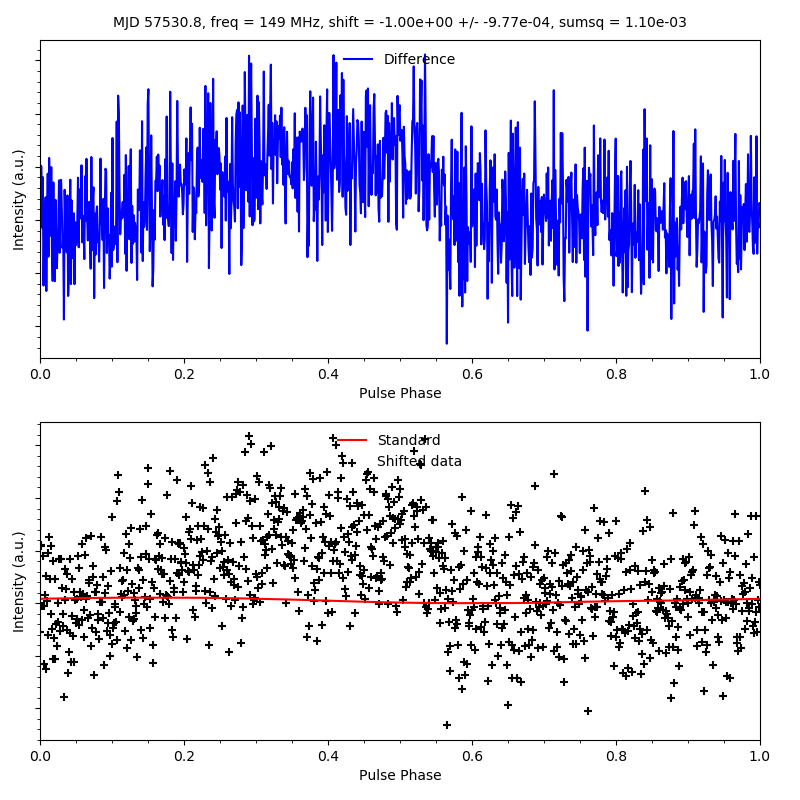 MJD 57530.8, freq = 149 MHz, shift = -1.00e+00 +/- -9.77e-04, sumsq = 1.10e-03
Difference
Intensity (a.u.)
0.0 0.2 0.4 0.6 0.8 1.0
Pulse Phase
Standard
Shifted data
Intensity (a.u.)
0.0 0.2 0.4 0.6 0.8 1.0
Pulse Phase